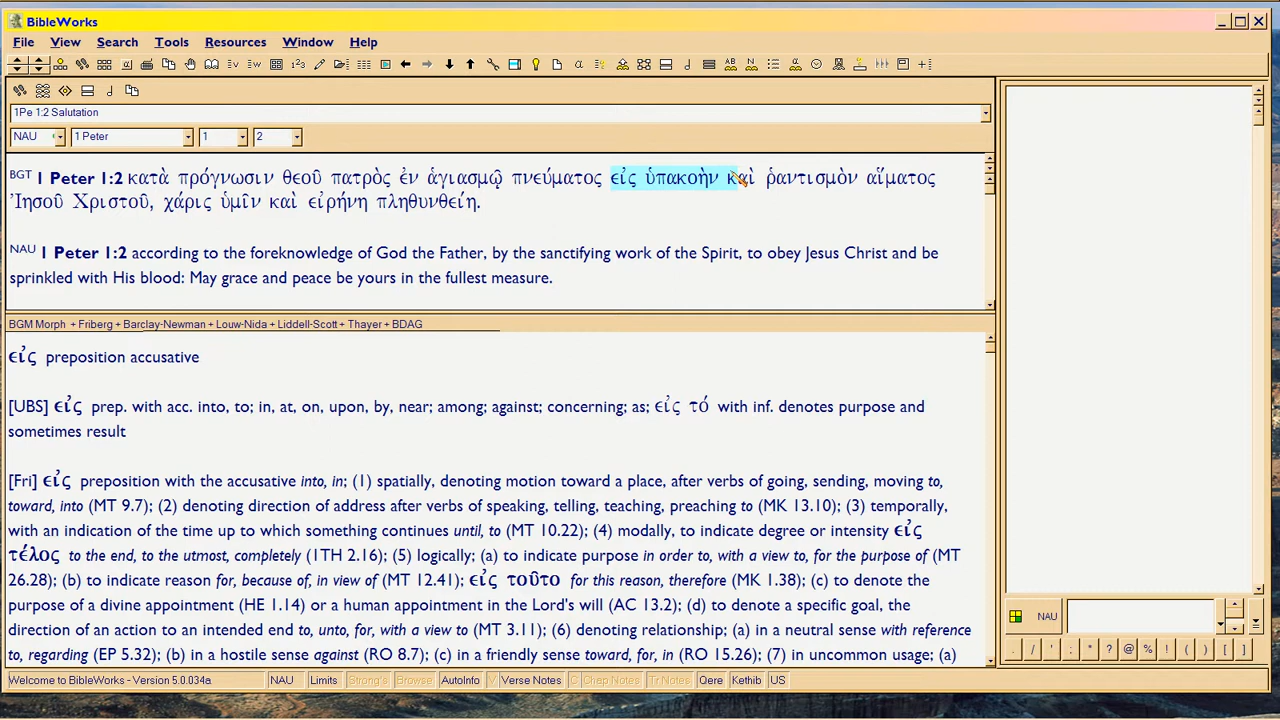 BibleWorks
File View Search Tools Resources Window Help
1Pe 1:2 Salutation
NAU 1 Peter 1 2
BGT 1 Peter 1:2 κατὰ πρόγνωσιν θεοῦ πατρὸς ἐν ἁγιασμῷ πνεύματος εἰς ὑπακοὴν καὶ ῥαντισμὸν αἵματος
Ἰησοῦ Χριστοῦ, χάρις ὑμῖν καὶ εἰρήνη πληθυνθείη.
NAU 1 Peter 1:2 according to the foreknowledge of God the Father, by the sanctifying work of the Spirit, to obey Jesus Christ and be
sprinkled with His blood: May grace and peace be yours in the fullest measure.
BGM Morph + Friberg + Barclay-Newman + Louw-Nida + Liddell-Scott + Thayer + BDAG
εἰς preposition accusative
[UBS] εἰς prep. with acc. into, to; in, at, on, upon, by, near; among; against; concerning; as; εἰς τό with inf. denotes purpose and
sometimes result
[Fri] εἰς preposition with the accusative into, in; (1) spatially, denoting motion toward a place, after verbs of going, sending, moving to,
toward, into (MT 9.7); (2) denoting direction of address after verbs of speaking, telling, teaching, preaching to (MK 13.10); (3) temporally,
with an indication of the time up to which something continues until, to (MT 10.22); (4) modally, to indicate degree or intensity εἰς
τέλος to the end, to the utmost, completely (1TH 2.16); (5) logically; (a) to indicate purpose in order to, with a view to, for the purpose of (MT
26.28); (b) to indicate reason for, because of, in view of (MT 12.41); εἰς τοῦτο for this reason, therefore (MK 1.38); (c) to denote the
purpose of a divine appointment (HE 1.14) or a human appointment in the Lord's will (AC 13.2); (d) to denote a specific goal, the
direction of an action to an intended end to, unto, for, with a view to (MT 3.11); (6) denoting relationship; (a) in a neutral sense with reference
to, regarding (EP 5.32); (b) in a hostile sense against (RO 8.7); (c) in a friendly sense toward, for, in (RO 15.26); (7) in uncommon usage; (a)
NAU
. / ' ; * ? @ % ! ( ) [ ]
Welcome to BibleWorks - Version 5.0.034a NAU Limits Strong's Browse AutoInfo V Verse Notes C Chap Notes Tr Notes Qere Kethib US